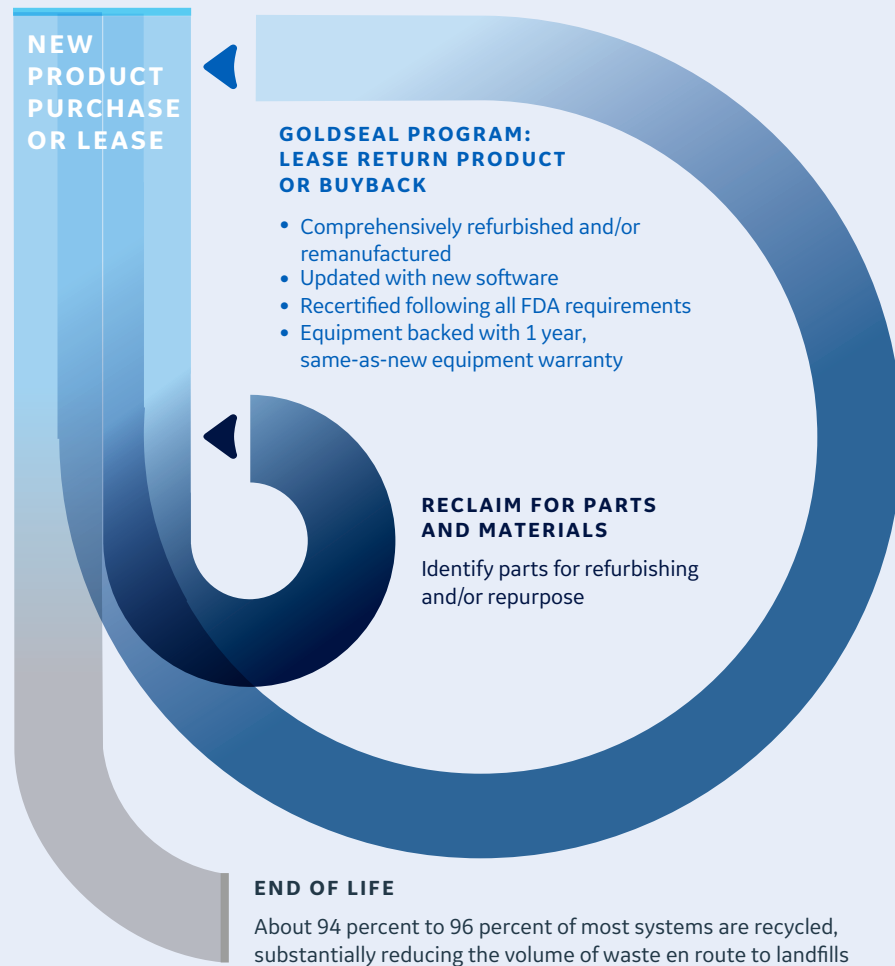 NEW
PRODUCT
PURCHASE
OR LEASE
GOLDSEAL PROGRAM:
LEASE RETURN PRODUCT
OR BUYBACK
• Comprehensively refurbished and/or
remanufactured
• Updated with new software
• Recertified following all FDA requirements
• Equipment backed with 1 year,
same-as-new equipment warranty
RECLAIM FOR PARTS
AND MATERIALS
Identify parts for refurbishing
and/or repurpose
END OF LIFE
About 94 percent to 96 percent of most systems are recycled,
substantially reducing the volume of waste en route to landfills